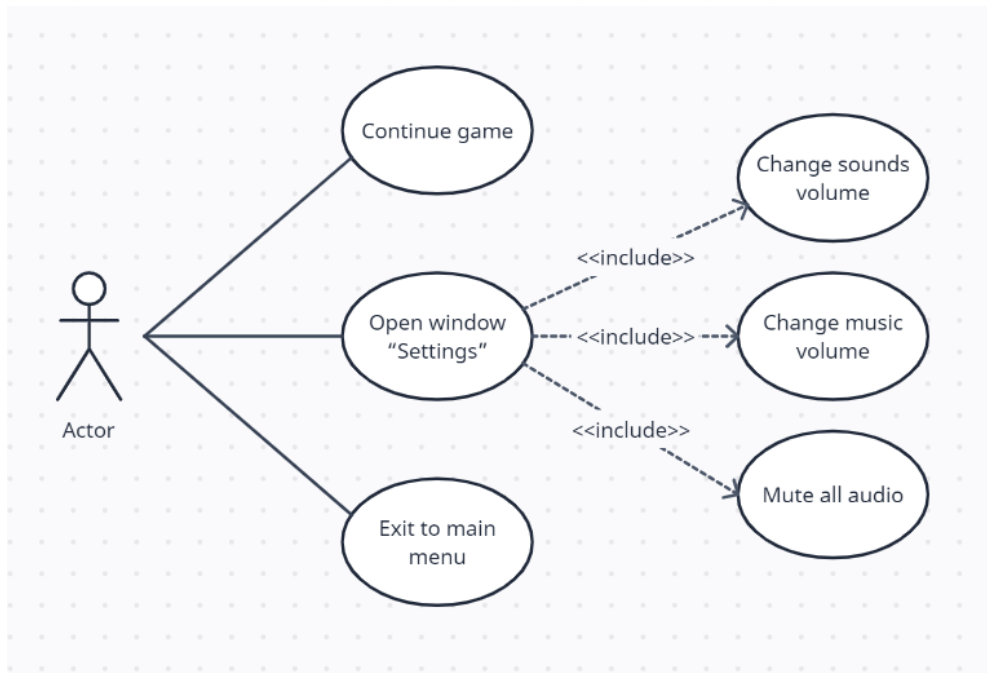 Continue game
Change sounds
volume
<<include>>
Open window
“Settings”
<<include>>
Change music
volume
Actor
<<include>>
Mute all audio
Exit to main
menu